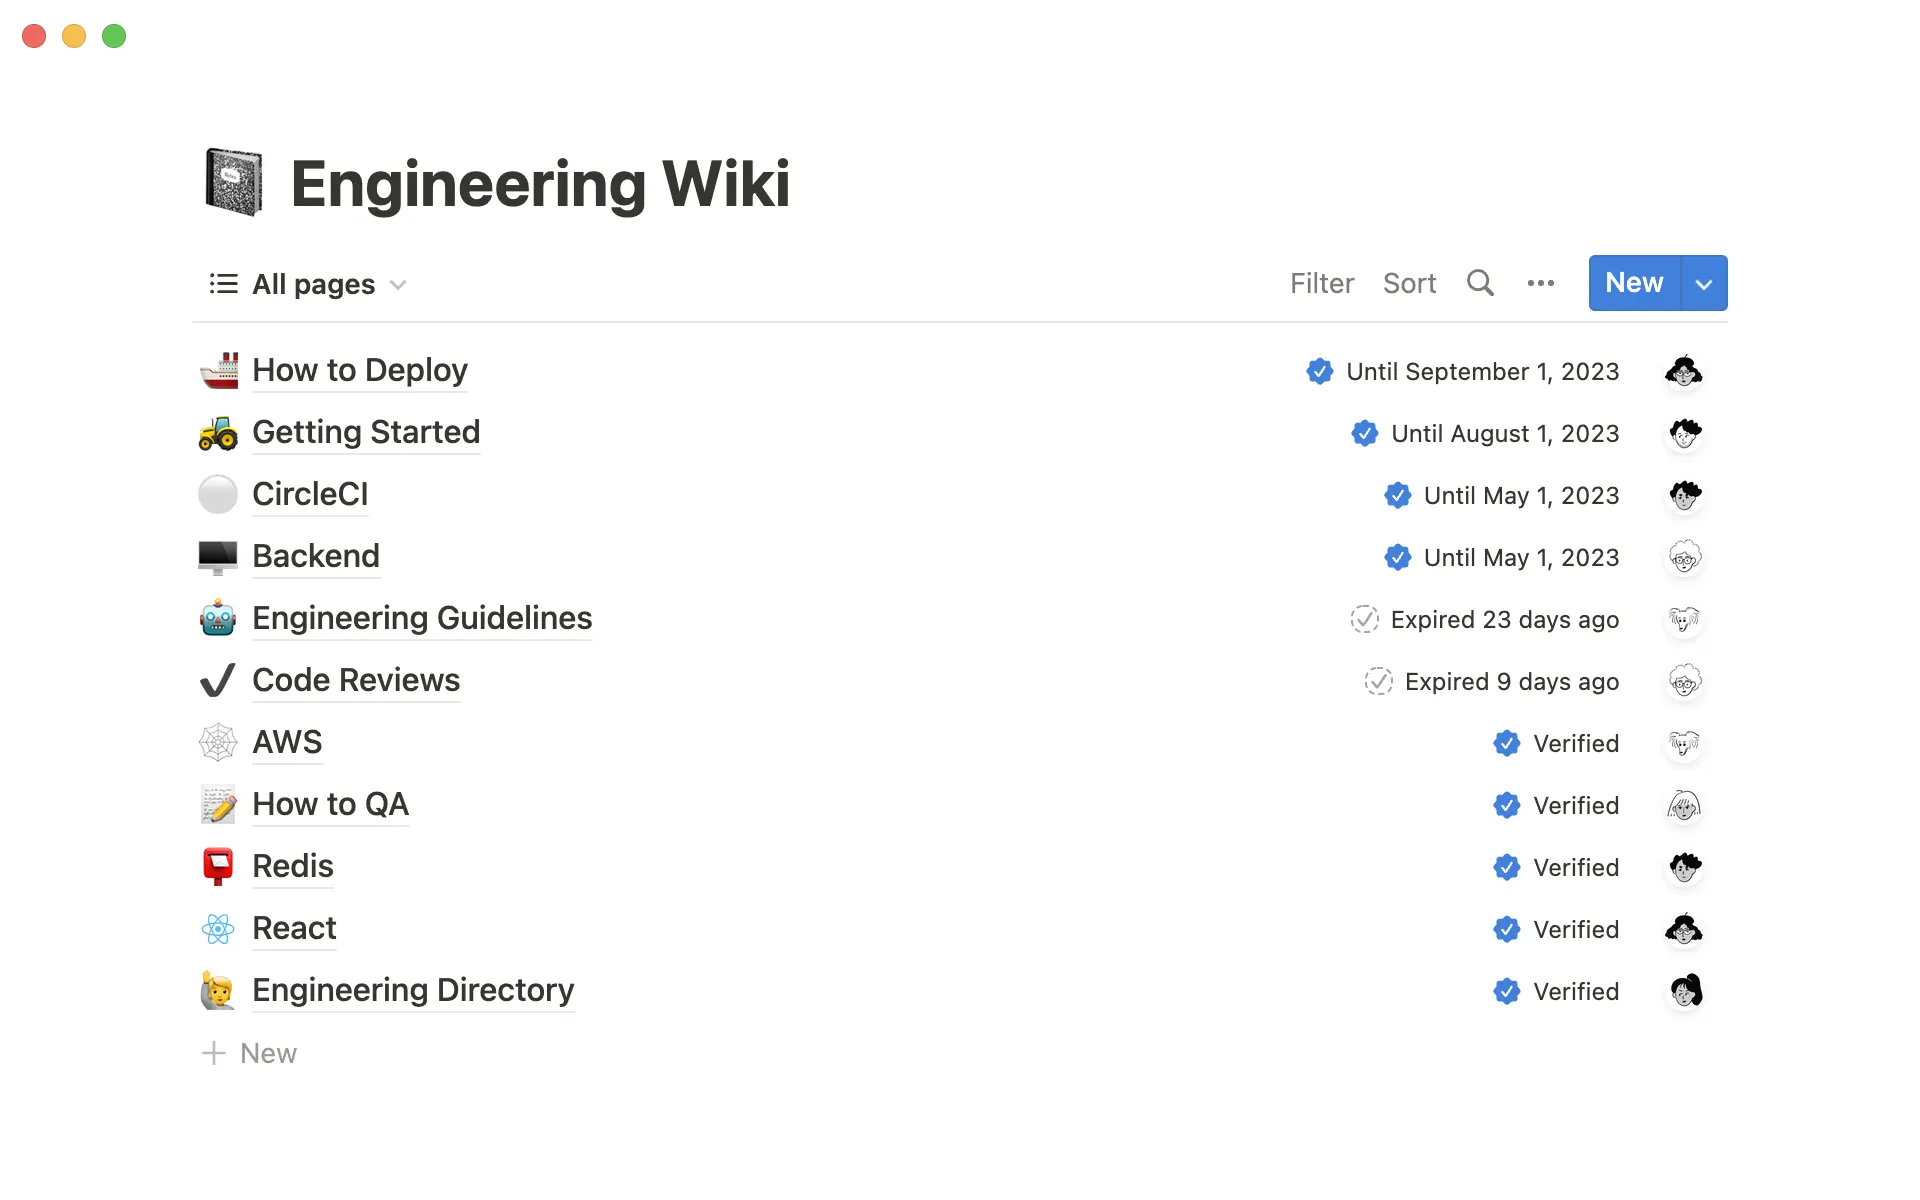 Engineering Wiki
All pages
Filter Sort New
How to Deploy Until September 1, 2023
Getting Started Until August 1, 2023
CircleCI Until May 1, 2023
Backend Until May 1, 2023
Engineering Guidelines Expired 23 days ago
Code Reviews Expired 9 days ago
AWS Verified
How to QA Verified
Redis Verified
React Verified
Engineering Directory Verified
New